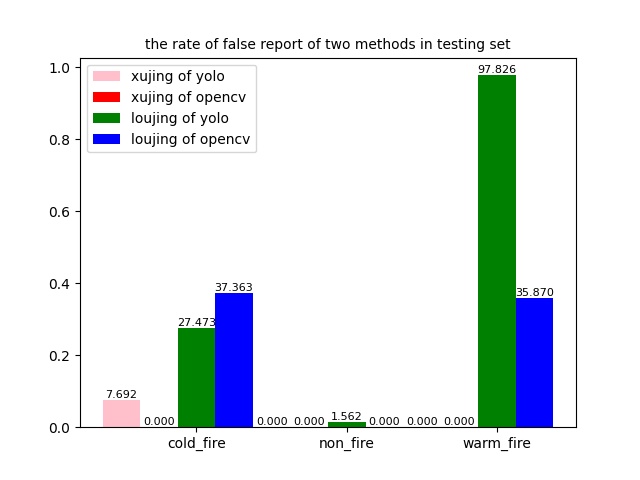 the rate of false report of two methods in testing set
xujing of yolo
xujing of opencv
loujing of yolo
loujing of opencv
1.0
0.8
0.6
0.4
0.2
0.0
7.692
0.000
27.473
37.363
0.000
0.000
1.562
0.000
0.000
0.000
97.826
35.870
cold_fire
non_fire
warm_fire